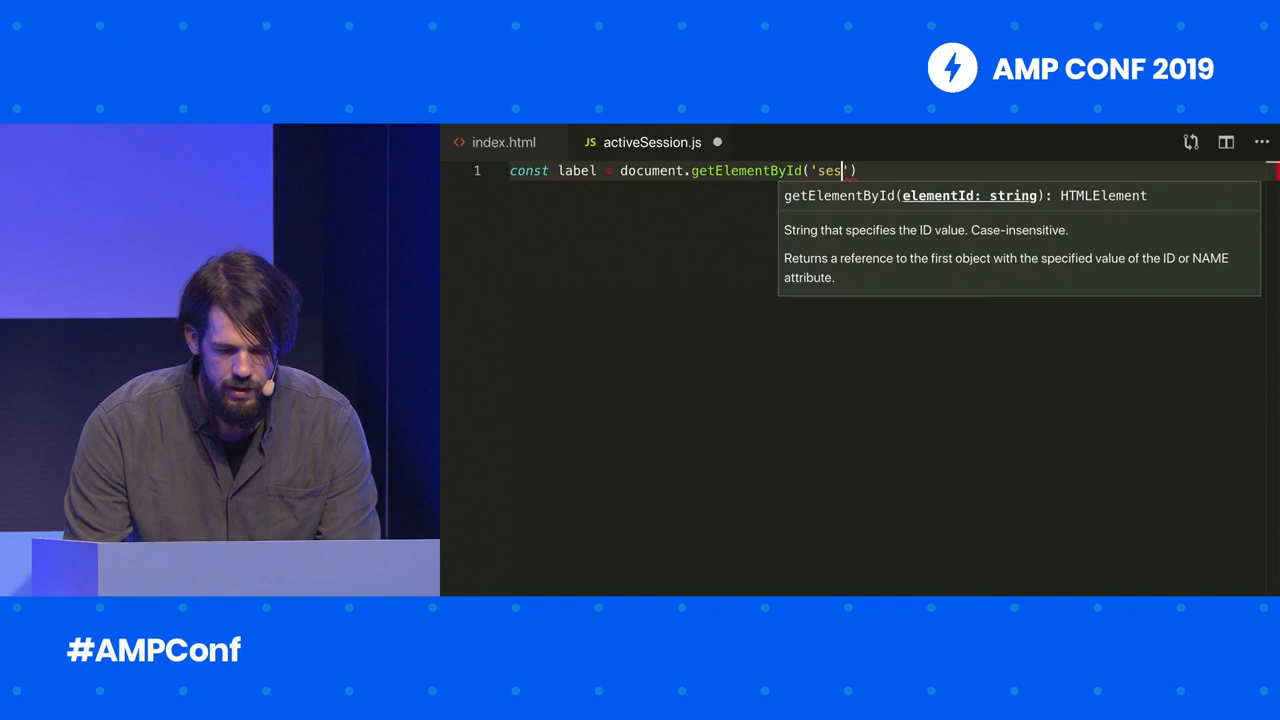 AMP CONF 2019
index.html
JS activeSession.js
1 const label = document.getElementById('ses')
getElementById(elementId: string): HTMLElement
String that specifies the ID value. Case-insensitive.
Returns a reference to the first object with the specified value of the ID or NAME
attribute.
#AMPConf